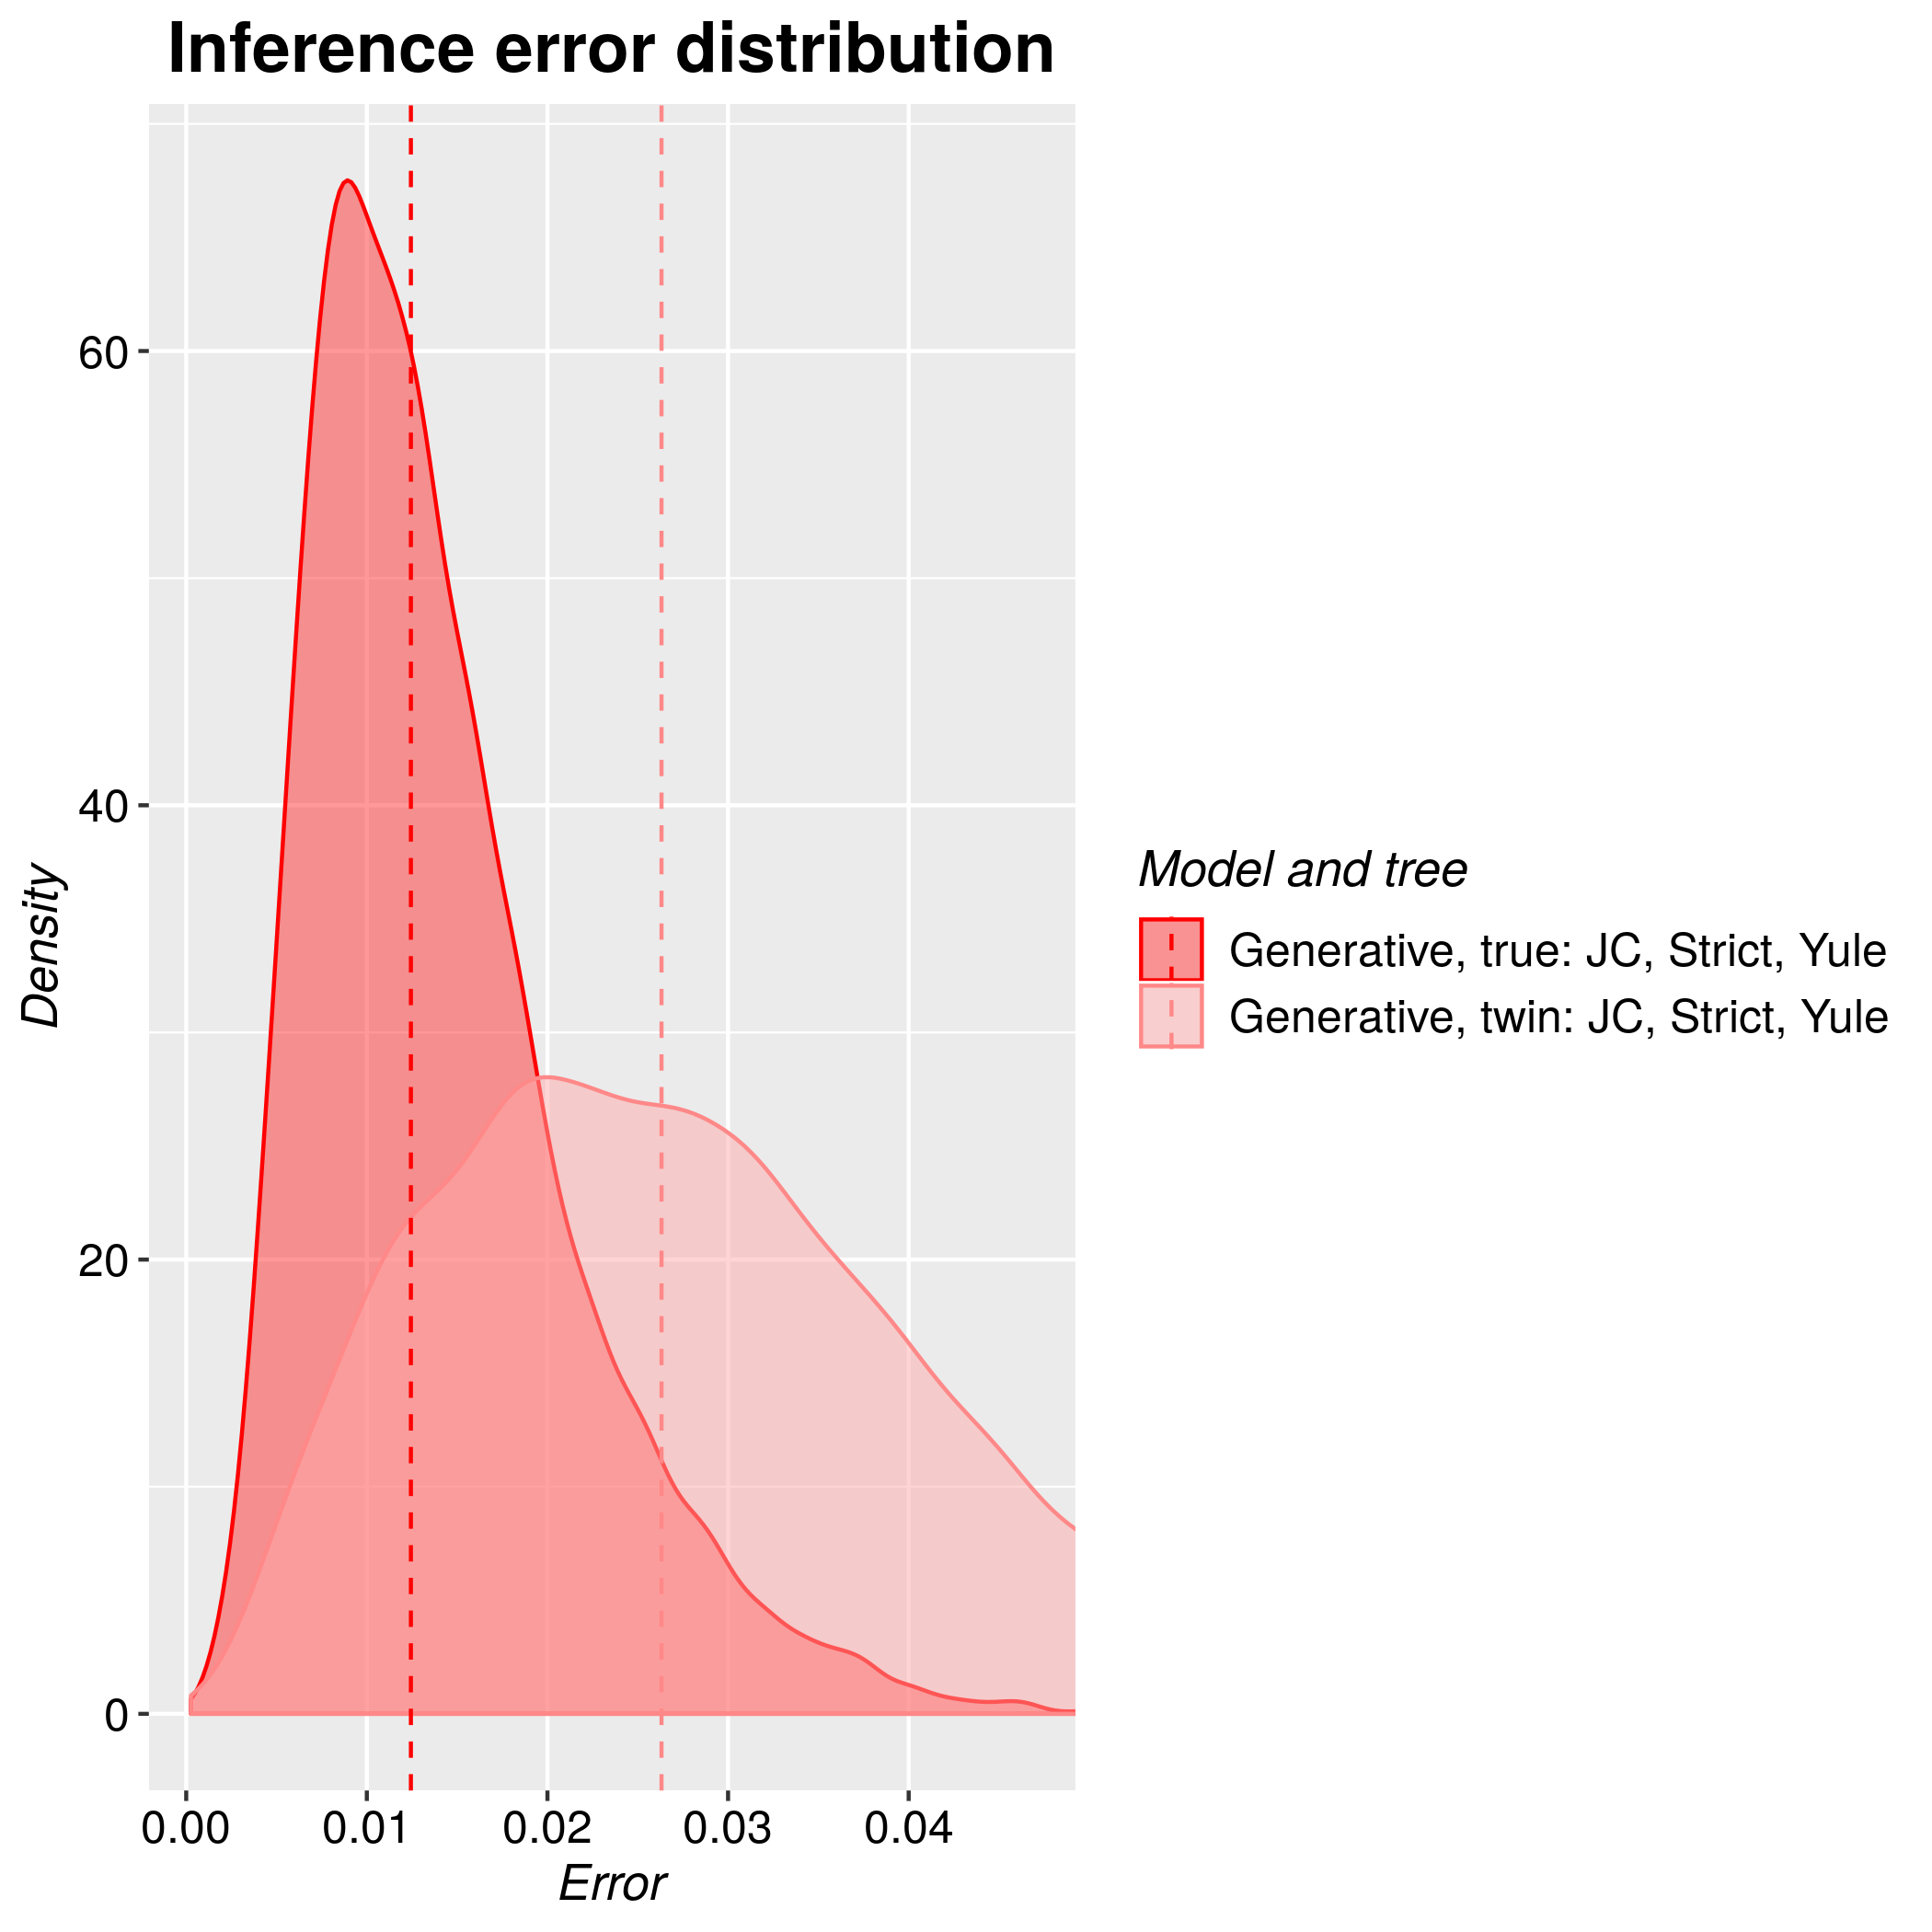 Inference error distribution
60
40
20
0
Density
0.00 0.01 0.02 0.03 0.04
Error
Model and tree
Generative, true: JC, Strict, Yule
Generative, twin: JC, Strict, Yule